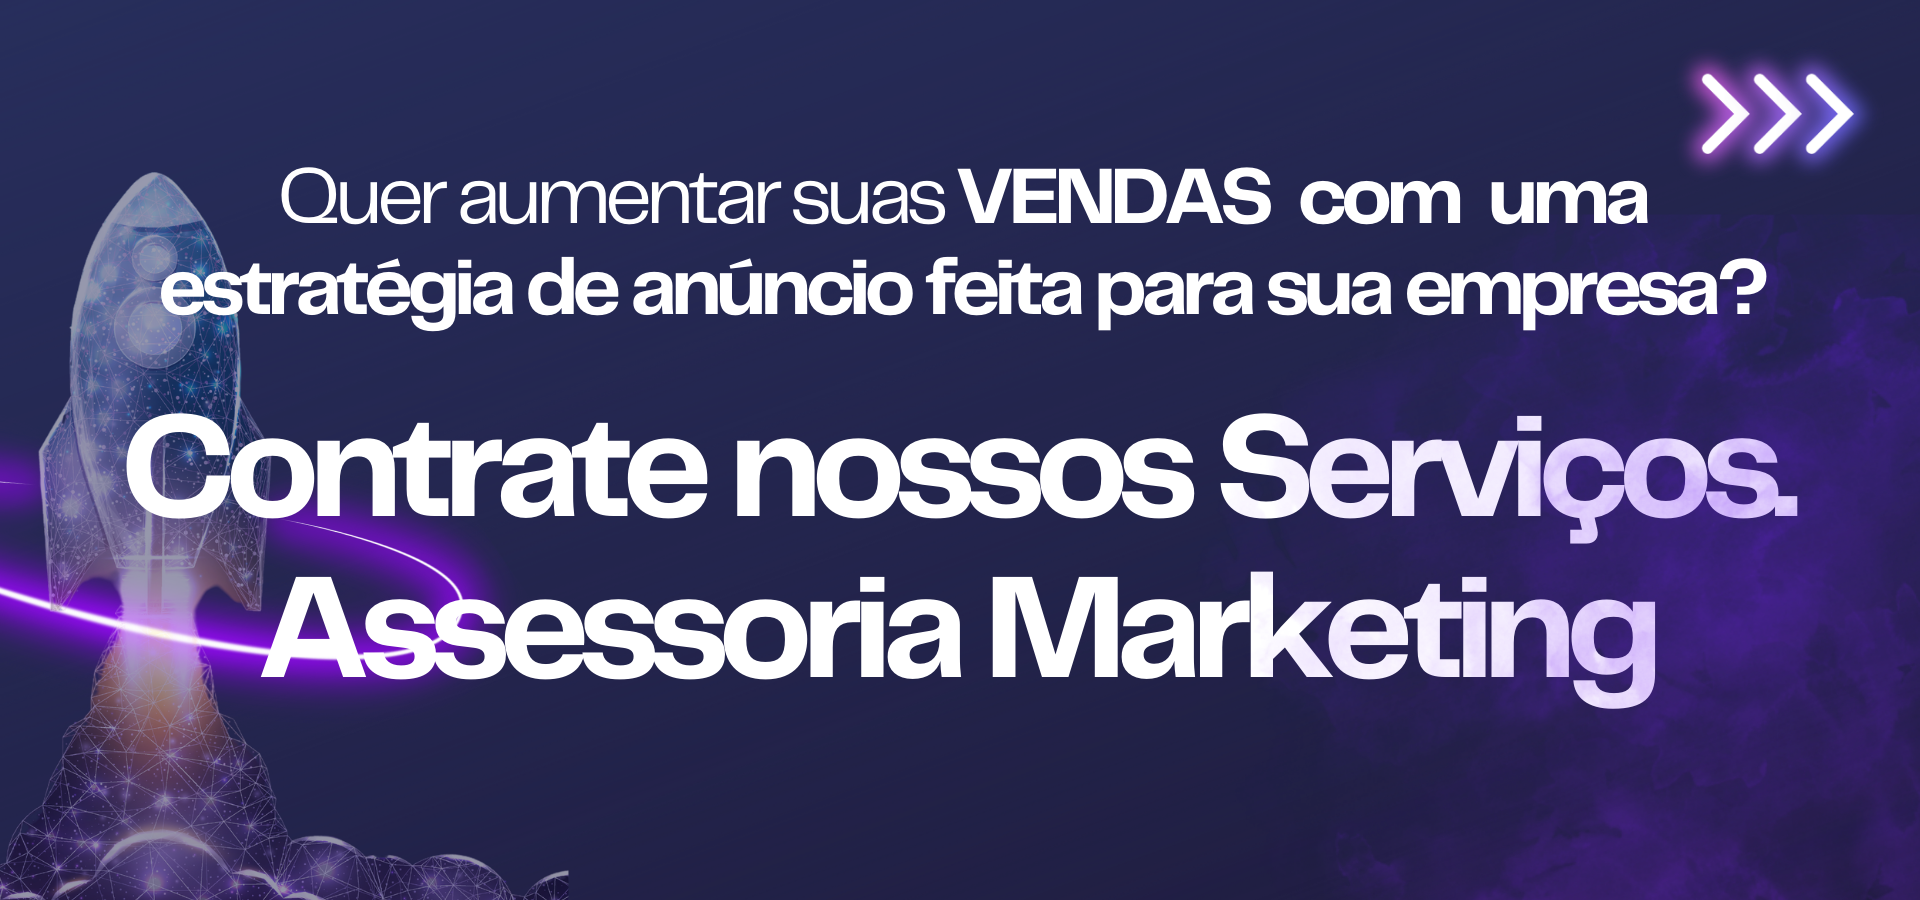 Quer aumentar suas VENDAS com uma
estratégia de anúncio feita para sua empresa?
Contrate nossos Serviços.
Assessoria Marketing